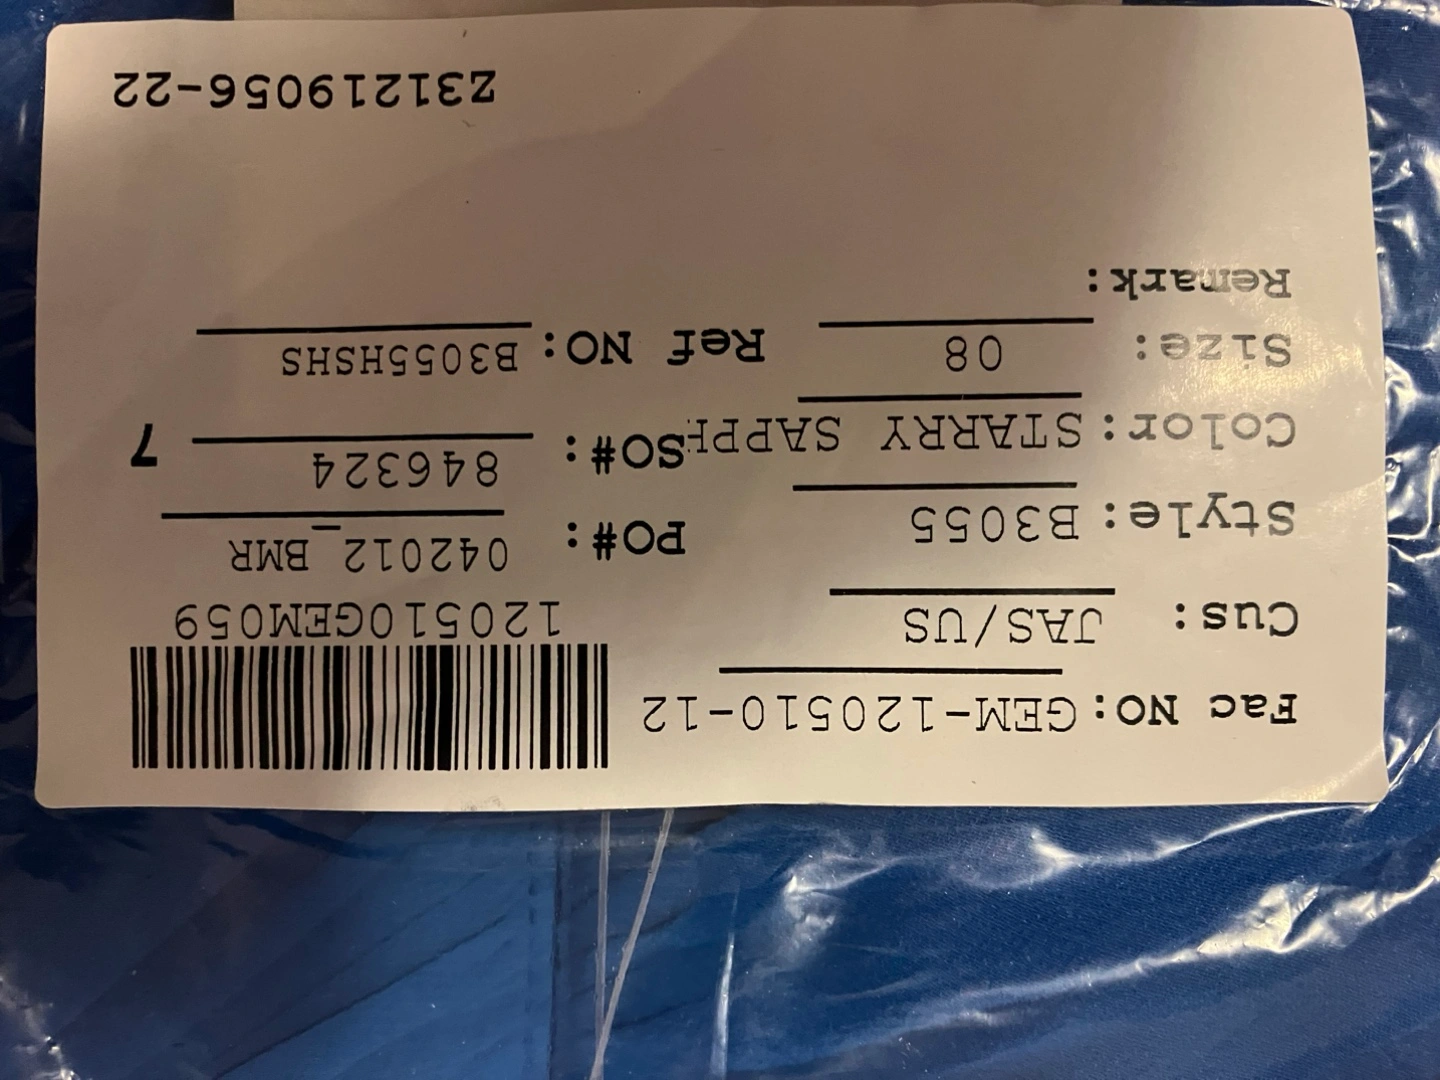 Fac NO: GEM-120510-12
120510GEM059
Cus: JAS/US
PO#: 042012_BMR
Style: B3055
SO#: 846324 7
Color: STARRY SAPPH
Ref NO: B3055HSHS
Size: 08
Remark:
Z31219056-22